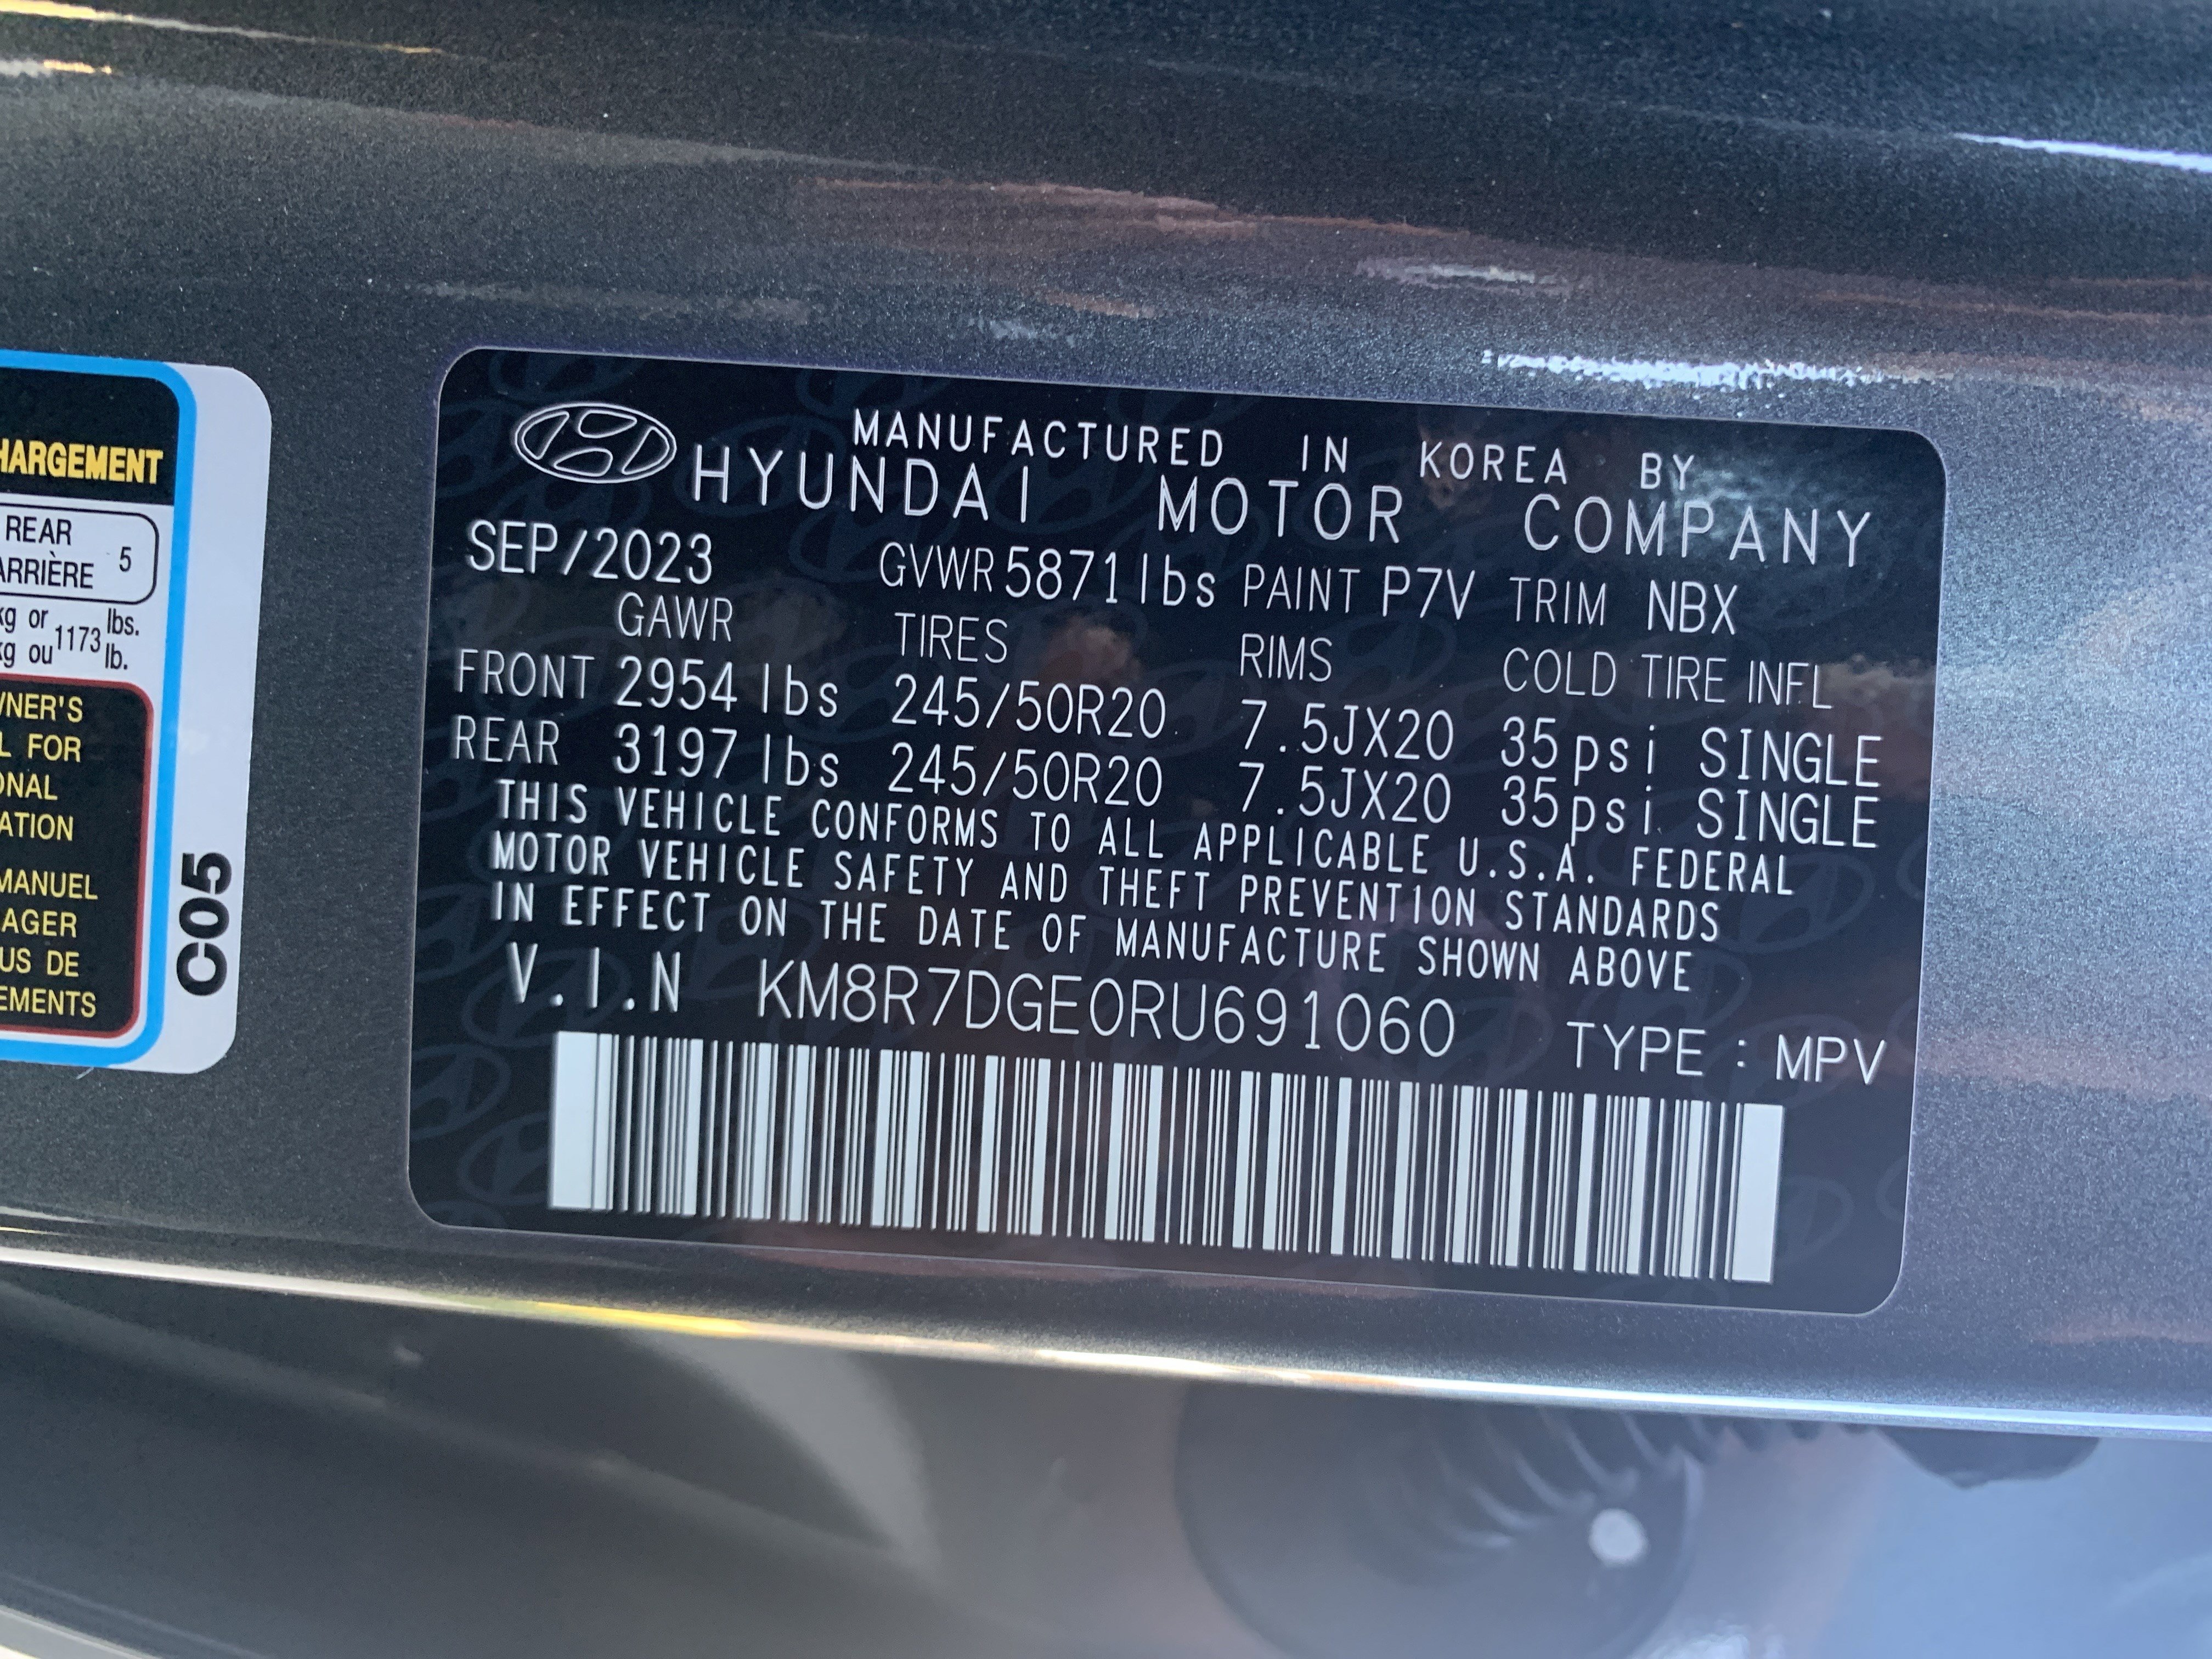 HARGEMENT
REAR
ARRIÈRE 5
kg or 1173 lbs.
kg ou lb.
WNER'S
L FOR
ONAL
ATION
MANUEL
AGER
US DE
EMENTS
C05
MANUFACTURED IN KOREA BY
HYUNDAI MOTOR COMPANY
SEP/2023 GVWR 5871 lbs PAINT P7V TRIM NBX
GAWR TIRES RIMS COLD TIRE INFL
FRONT 2954 lbs 245/50R20 7.5JX20 35psi SINGLE
REAR 3197 lbs 245/50R20 7.5JX20 35psi SINGLE
THIS VEHICLE CONFORMS TO ALL APPLICABLE U.S.A. FEDERAL
MOTOR VEHICLE SAFETY AND THEFT PREVENTION STANDARDS
IN EFFECT ON THE DATE OF MANUFACTURE SHOWN ABOVE
V.I.N KM8R7DGE0RU691060 TYPE : MPV